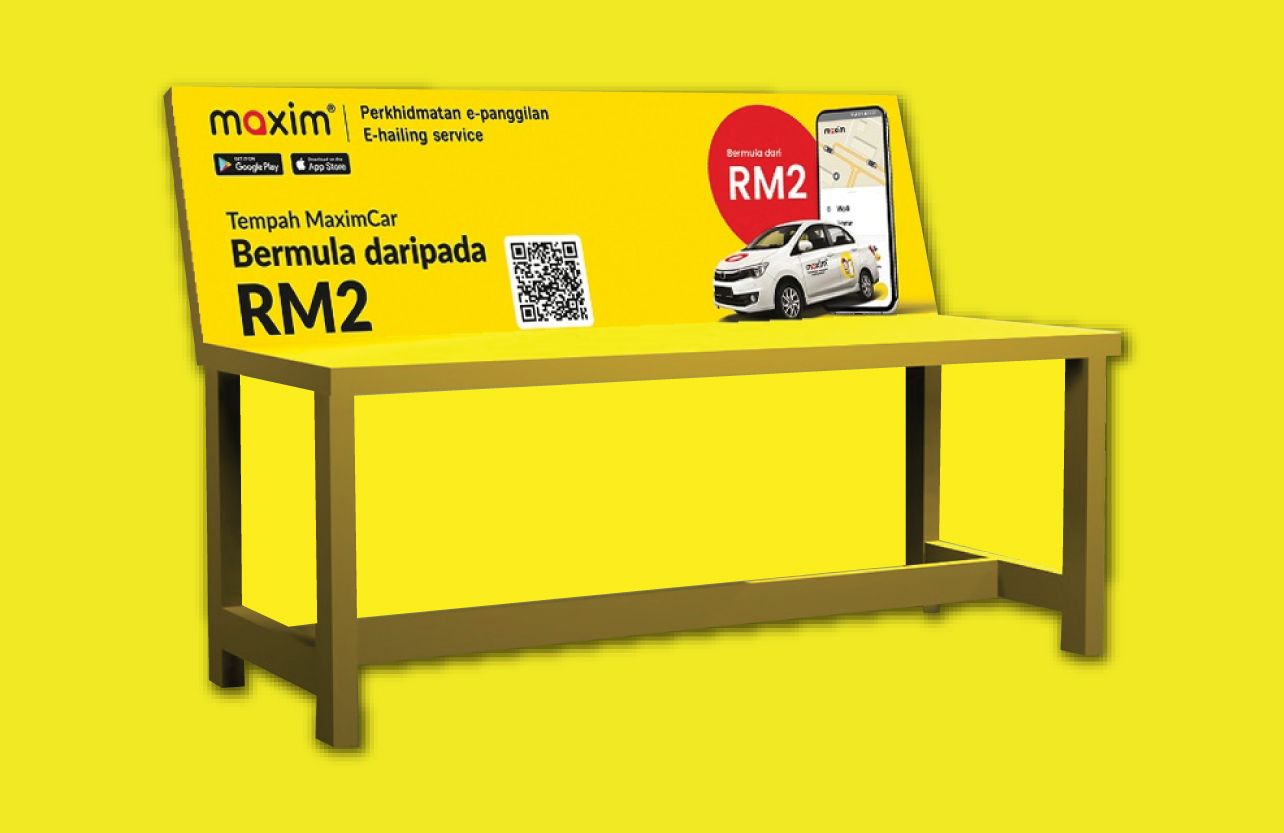 maxim®
Perkhidmatan e-panggilan
E-hailing service
GET IT ON
Google Play
Download on the
App Store
Tempah MaximCar
Bermula daripada
RM2
Bermula dari
RM2
maxim
Work
maxim